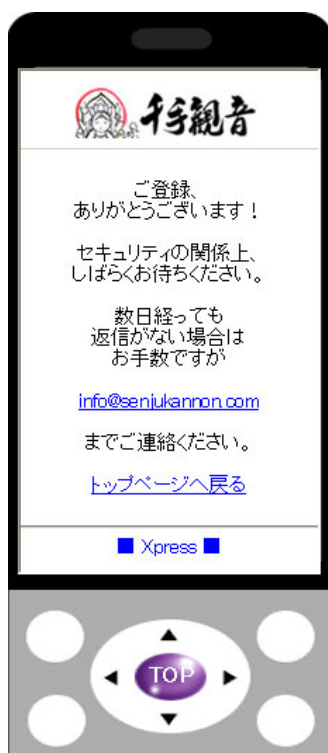 千手観音
ご登録、
ありがとうございます！
セキュリティの関係上、
しばらくお待ちください。
数日経っても
返信がない場合は
お手数ですが
info@senjukannon.com
までご連絡ください。
トップページへ戻る
■ Xpress ■
TOP